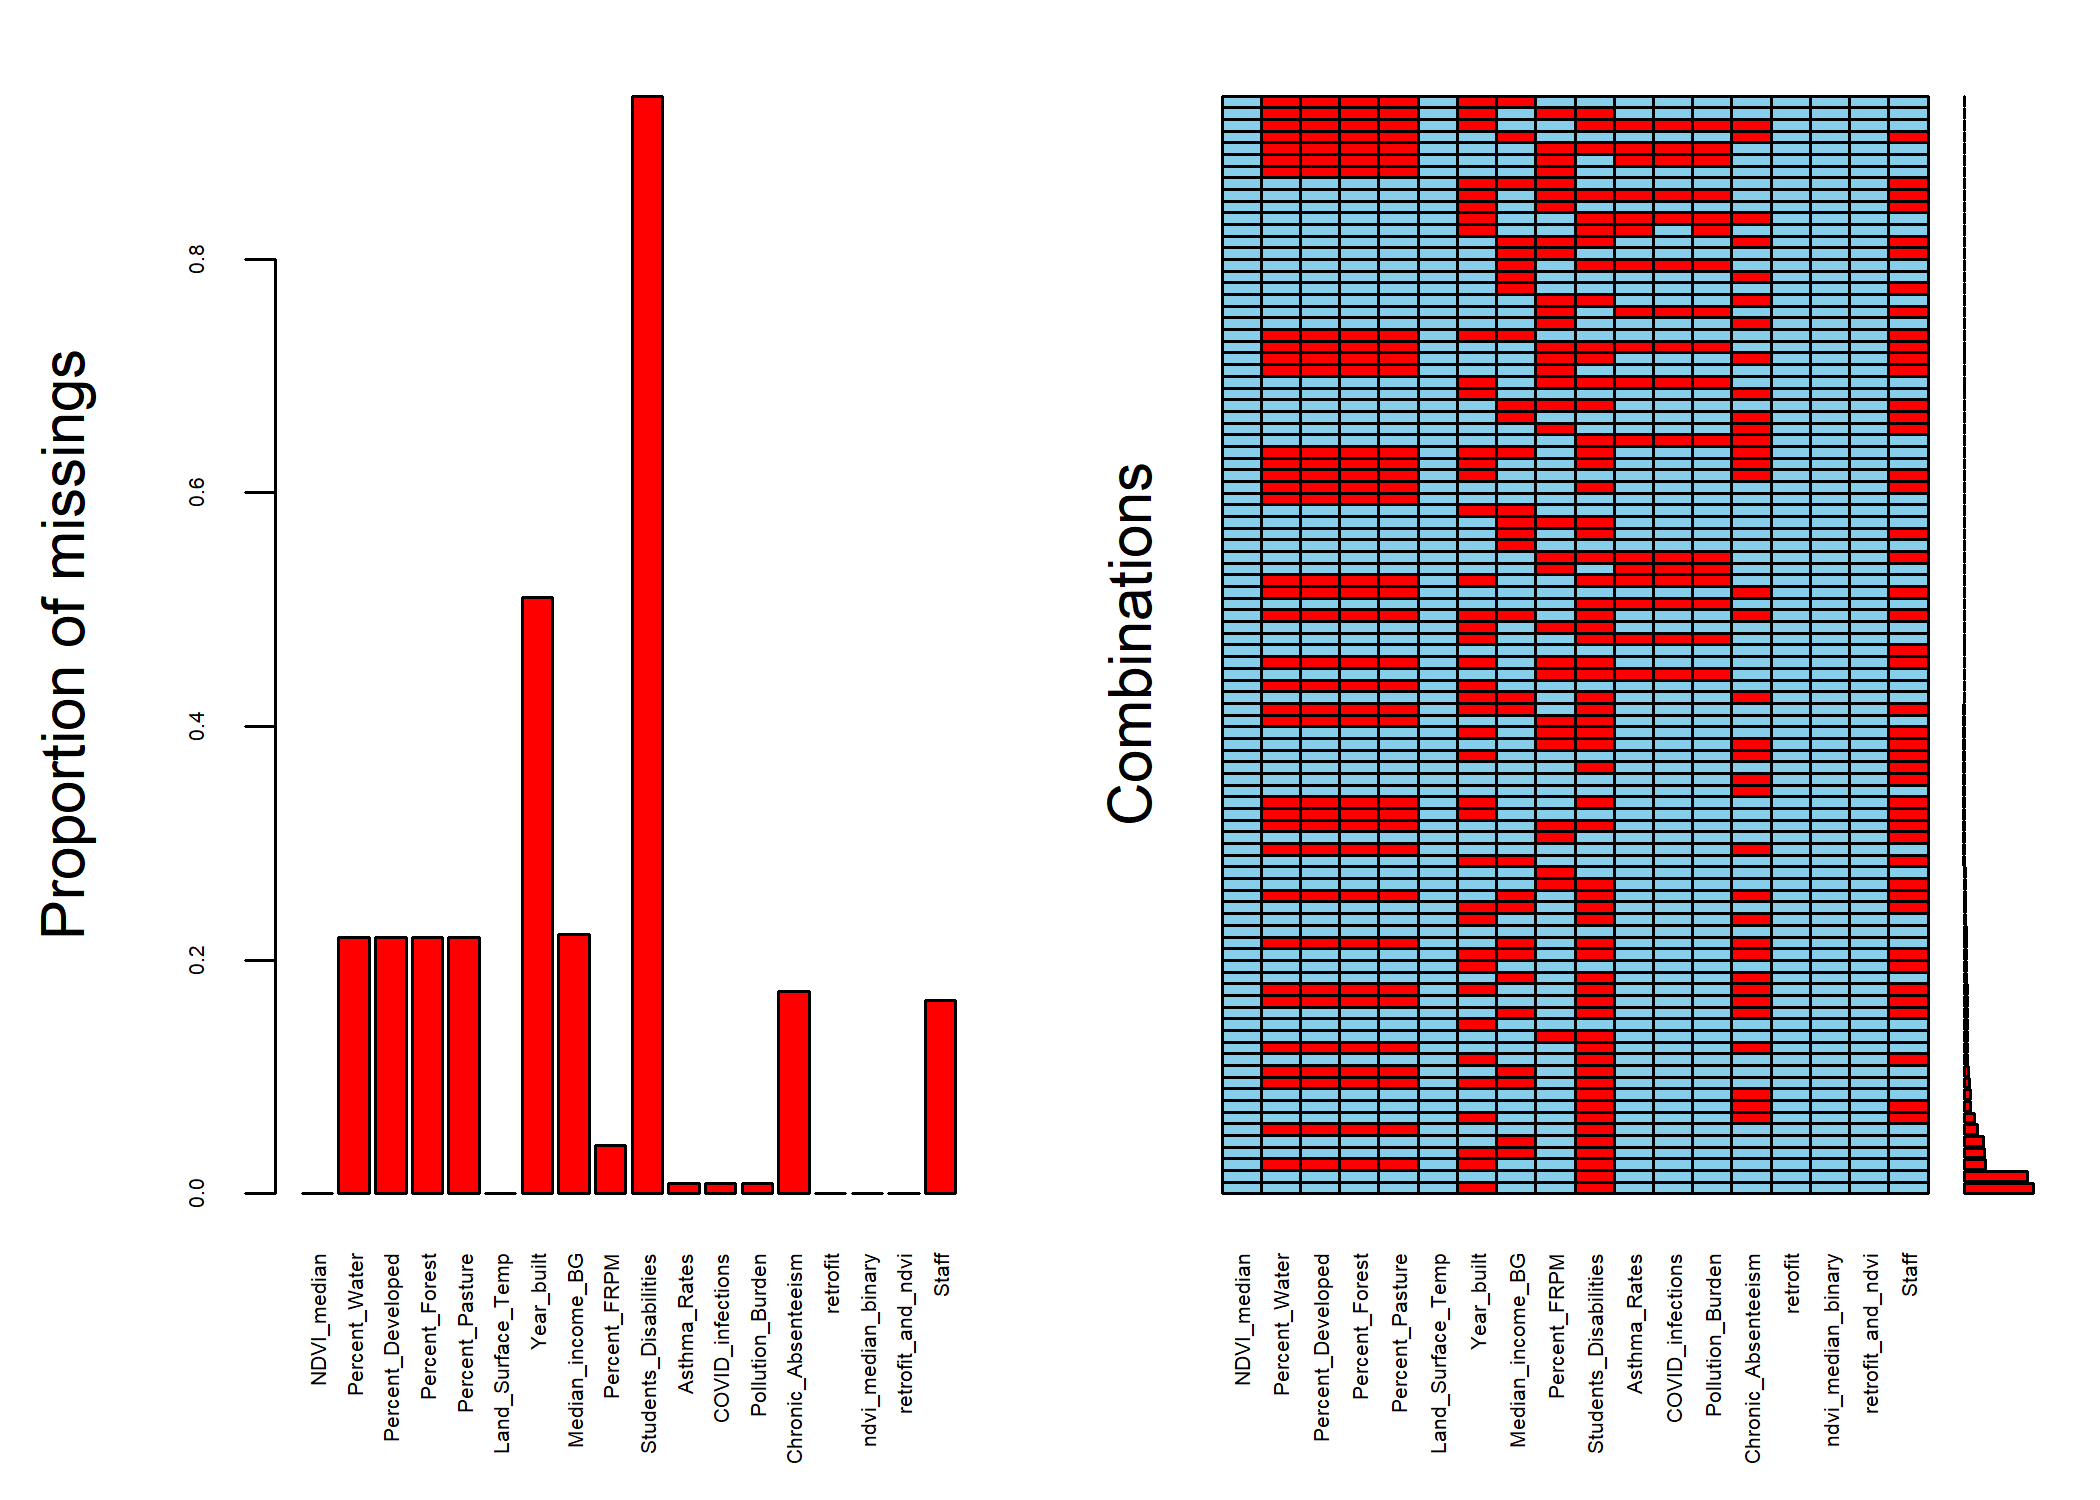 Proportion of missings
0.0
0.2
0.4
0.6
0.8
NDVI_median
Percent_Water
Percent_Developed
Percent_Forest
Percent_Pasture
Land_Surface_Temp
Year_built
Median_income_BG
Percent_FRPM
Students_Disabilities
Asthma_Rates
COVID_infections
Pollution_Burden
Chronic_Absenteeism
retrofit
ndvi_median_binary
retrofit_and_ndvi
Staff
Combinations
NDVI_median
Percent_Water
Percent_Developed
Percent_Forest
Percent_Pasture
Land_Surface_Temp
Year_built
Median_income_BG
Percent_FRPM
Students_Disabilities
Asthma_Rates
COVID_infections
Pollution_Burden
Chronic_Absenteeism
retrofit
ndvi_median_binary
retrofit_and_ndvi
Staff